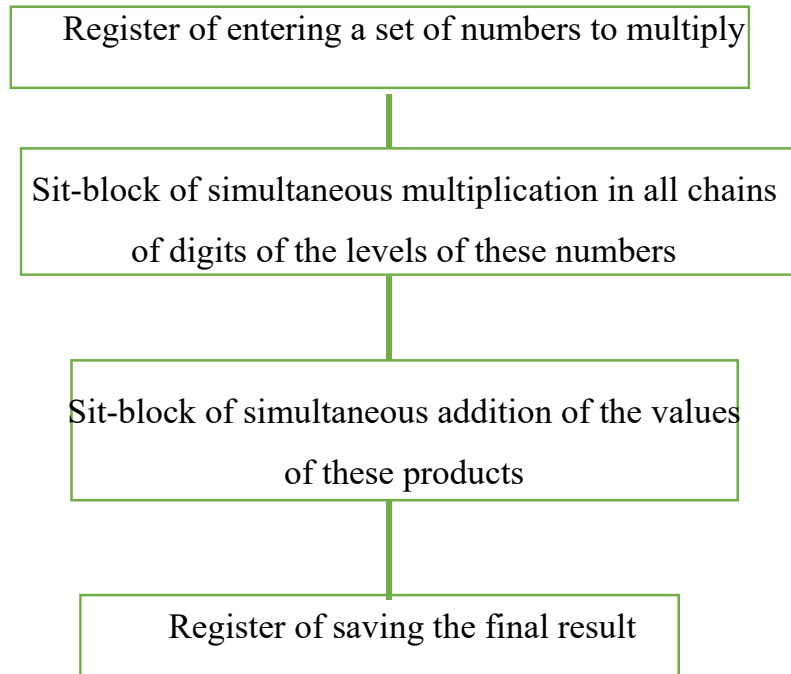 Register of entering a set of numbers to multiply
Sit-block of simultaneous multiplication in all chains
of digits of the levels of these numbers
Sit-block of simultaneous addition of the values
of these products
Register of saving the final result